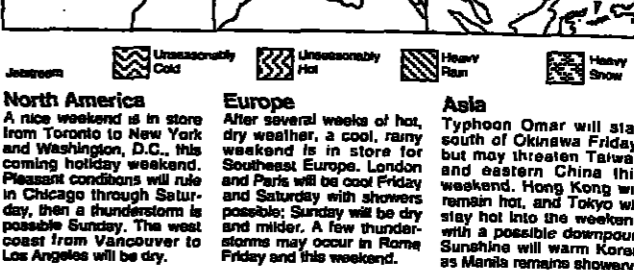 Jetstream
Unseasonably
Cold
Unseasonably
Hot
Heavy
Rain
Heavy
Snow
North America
A nice weekend is in store
from Toronto to New York
and Washington, D.C., this
coming holiday weekend.
Pleasant conditions will rule
in Chicago through Satur-
day, then a thunderstorm is
possible Sunday. The west
coast from Vancouver to
Los Angeles will be dry.
Europe
After several weeks of hot,
dry weather, a cool, rainy
weekend is in store for
Southeast Europe. London
and Paris will be cool Friday
and Saturday with showers
possible; Sunday will be dry
and milder. A few thunder-
storms may occur in Rome
Friday and this weekend.
Asia
Typhoon Omar will sta
south of Okinawa Friday
but may threaten Taiwa
and eastern China thi
weekend. Hong Kong wi
remain hot, and Tokyo wi
stay hot into the weeken
with a possible downpou
Sunshine will warm Kore
as Manila remains showery